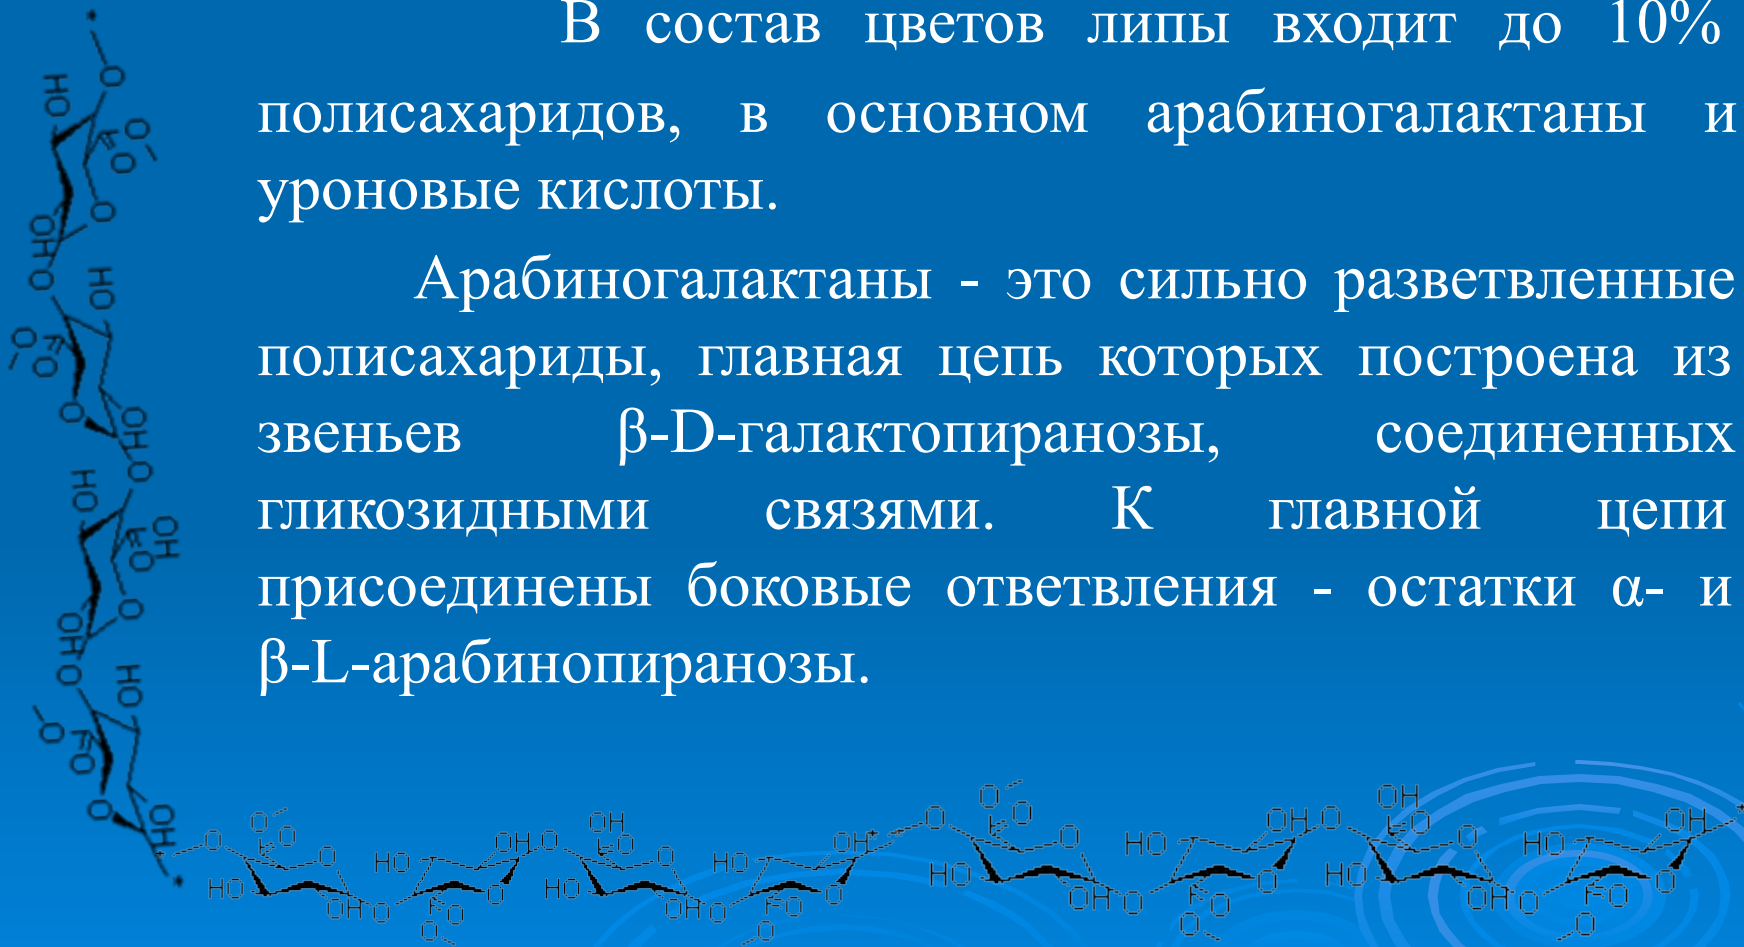 В состав цветов липы входит до 10%
полисахаридов, в основном арабиногалактаны и
уроновые кислоты.
Арабиногалактаны - это сильно разветвленные
полисахариды, главная цепь которых построена из
звеньев β-D-галактопиранозы, соединенных
гликозидными связями. К главной цепи
присоединены боковые ответвления - остатки α- и
β-L-арабинопиранозы.